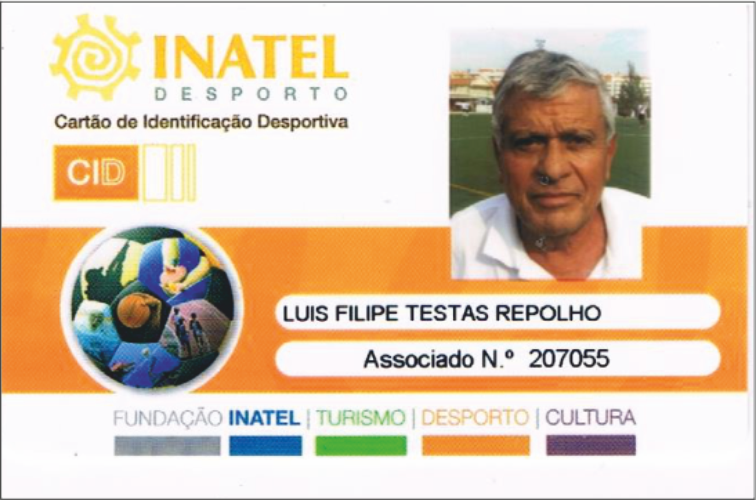 INATEL
DESPORTO
Cartão de Identificação Desportiva
CID
LUIS FILIPE TESTAS REPOLHO
Associado N.º 207055
FUNDAÇÃO INATEL | TURISMO | DESPORTO | CULTURA